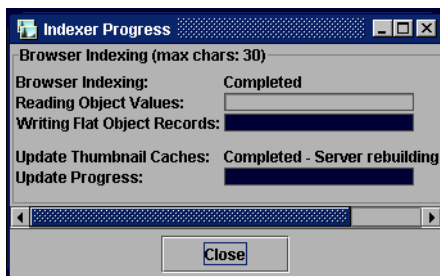 Indexer Progress
Browser Indexing (max chars: 30)
Browser Indexing: Completed
Reading Object Values:
Writing Flat Object Records:
Update Thumbnail Caches: Completed - Server rebuilding
Update Progress:
Close